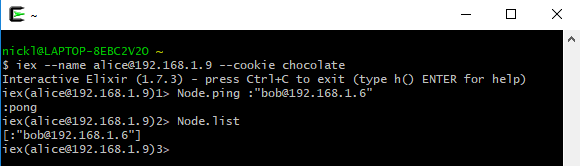 ~
nickl@LAPTOP-8EBC2V2O ~
$ iex --name alice@192.168.1.9 --cookie chocolate
Interactive Elixir (1.7.3) - press Ctrl+C to exit (type h() ENTER for help)
iex(alice@192.168.1.9)1> Node.ping :"bob@192.168.1.6"
:pong
iex(alice@192.168.1.9)2> Node.list
[:"bob@192.168.1.6"]
iex(alice@192.168.1.9)3>